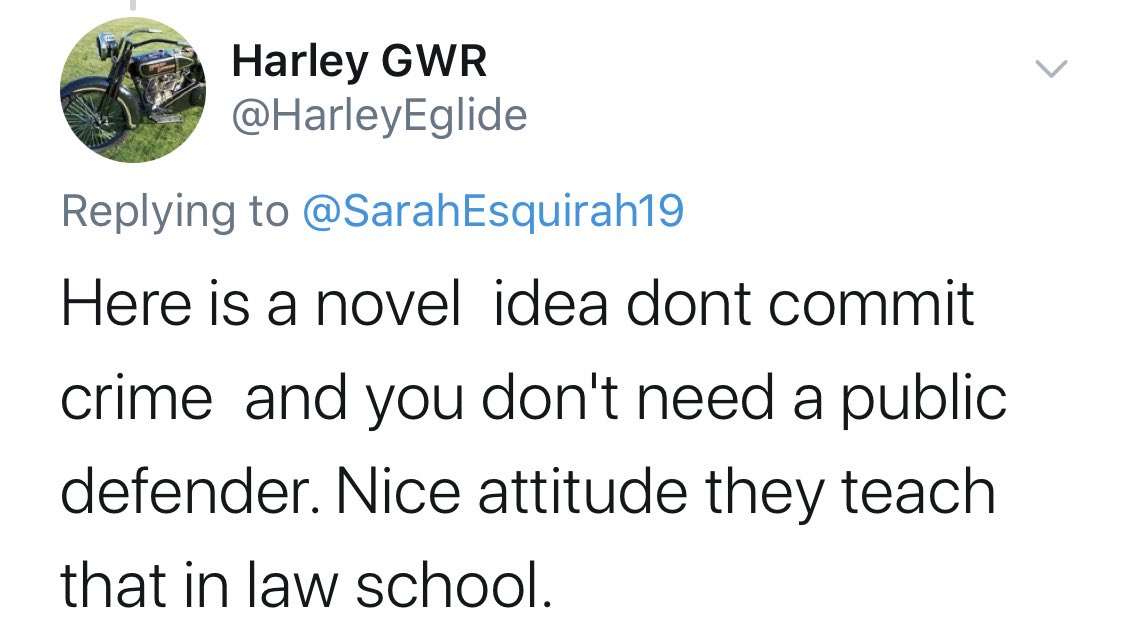 Harley GWR
@HarleyEglide
Replying to @SarahEsquirah19
Here is a novel  idea dont commit
crime  and you don't need a public
defender. Nice attitude they teach
that in law school.